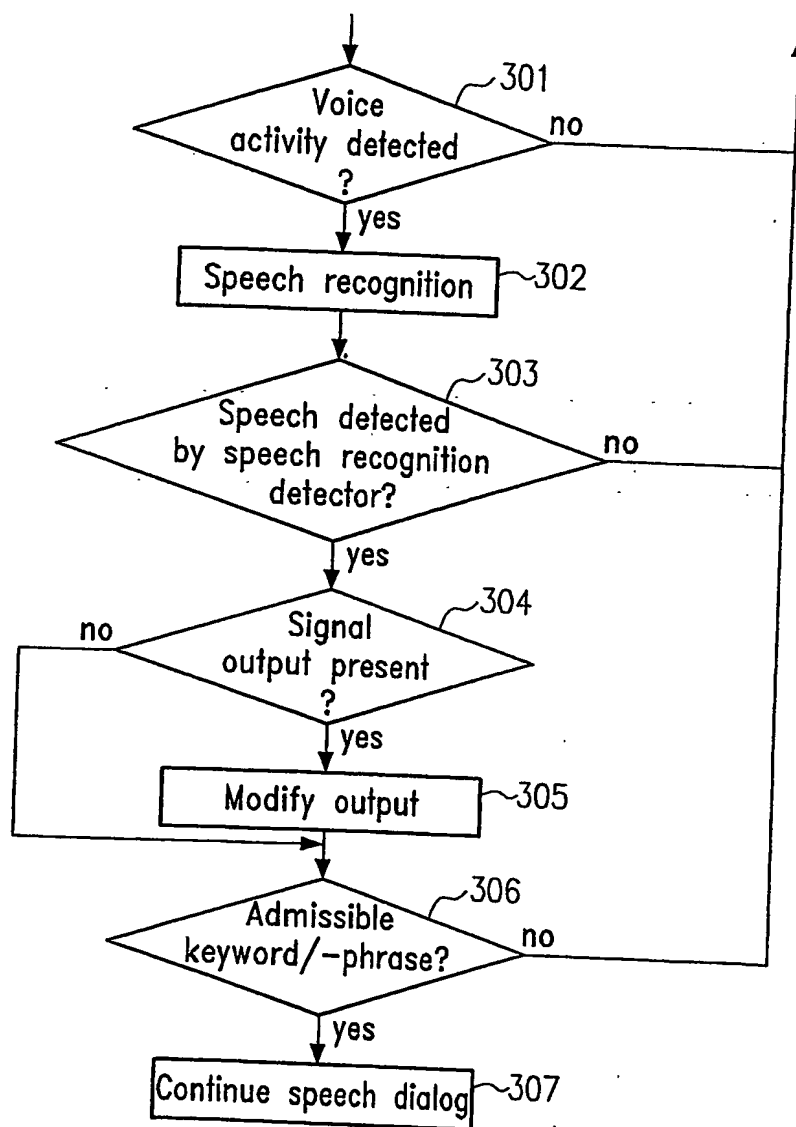 301
Voice
activity detected
?
no
yes
Speech recognition
302
303
Speech detected
by speech recognition
detector?
no
yes
304
no
Signal
output present
?
yes
Modify output
305
306
Admissible
keyword/-phrase?
no
yes
Continue speech dialog
307